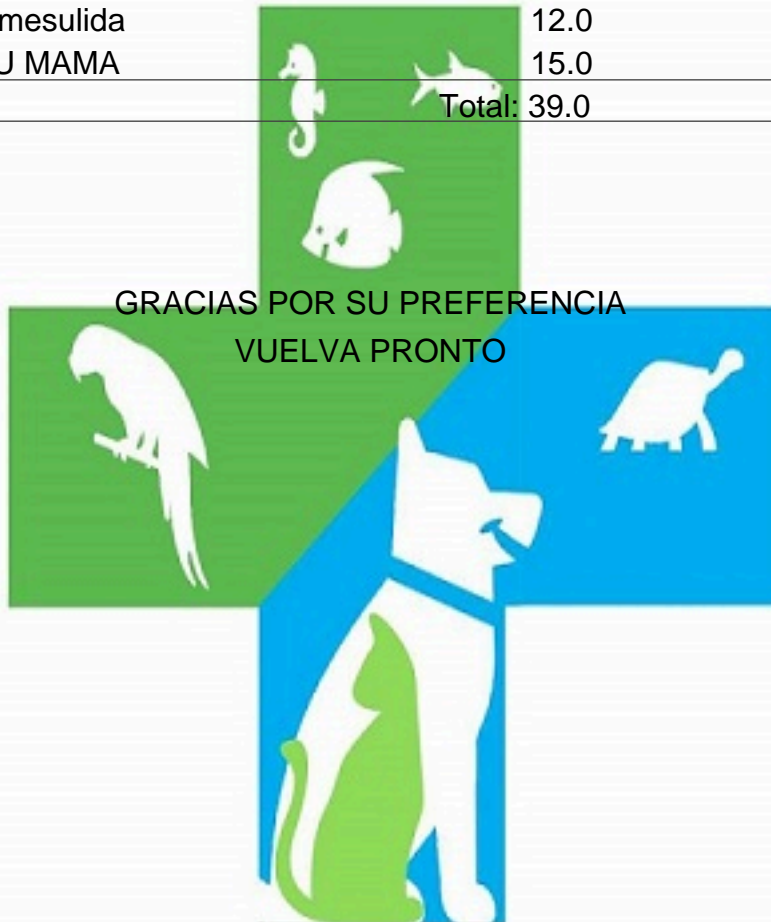 mesulida 12.0
U MAMA 15.0
Total: 39.0
GRACIAS POR SU PREFERENCIA
VUELVA PRONTO